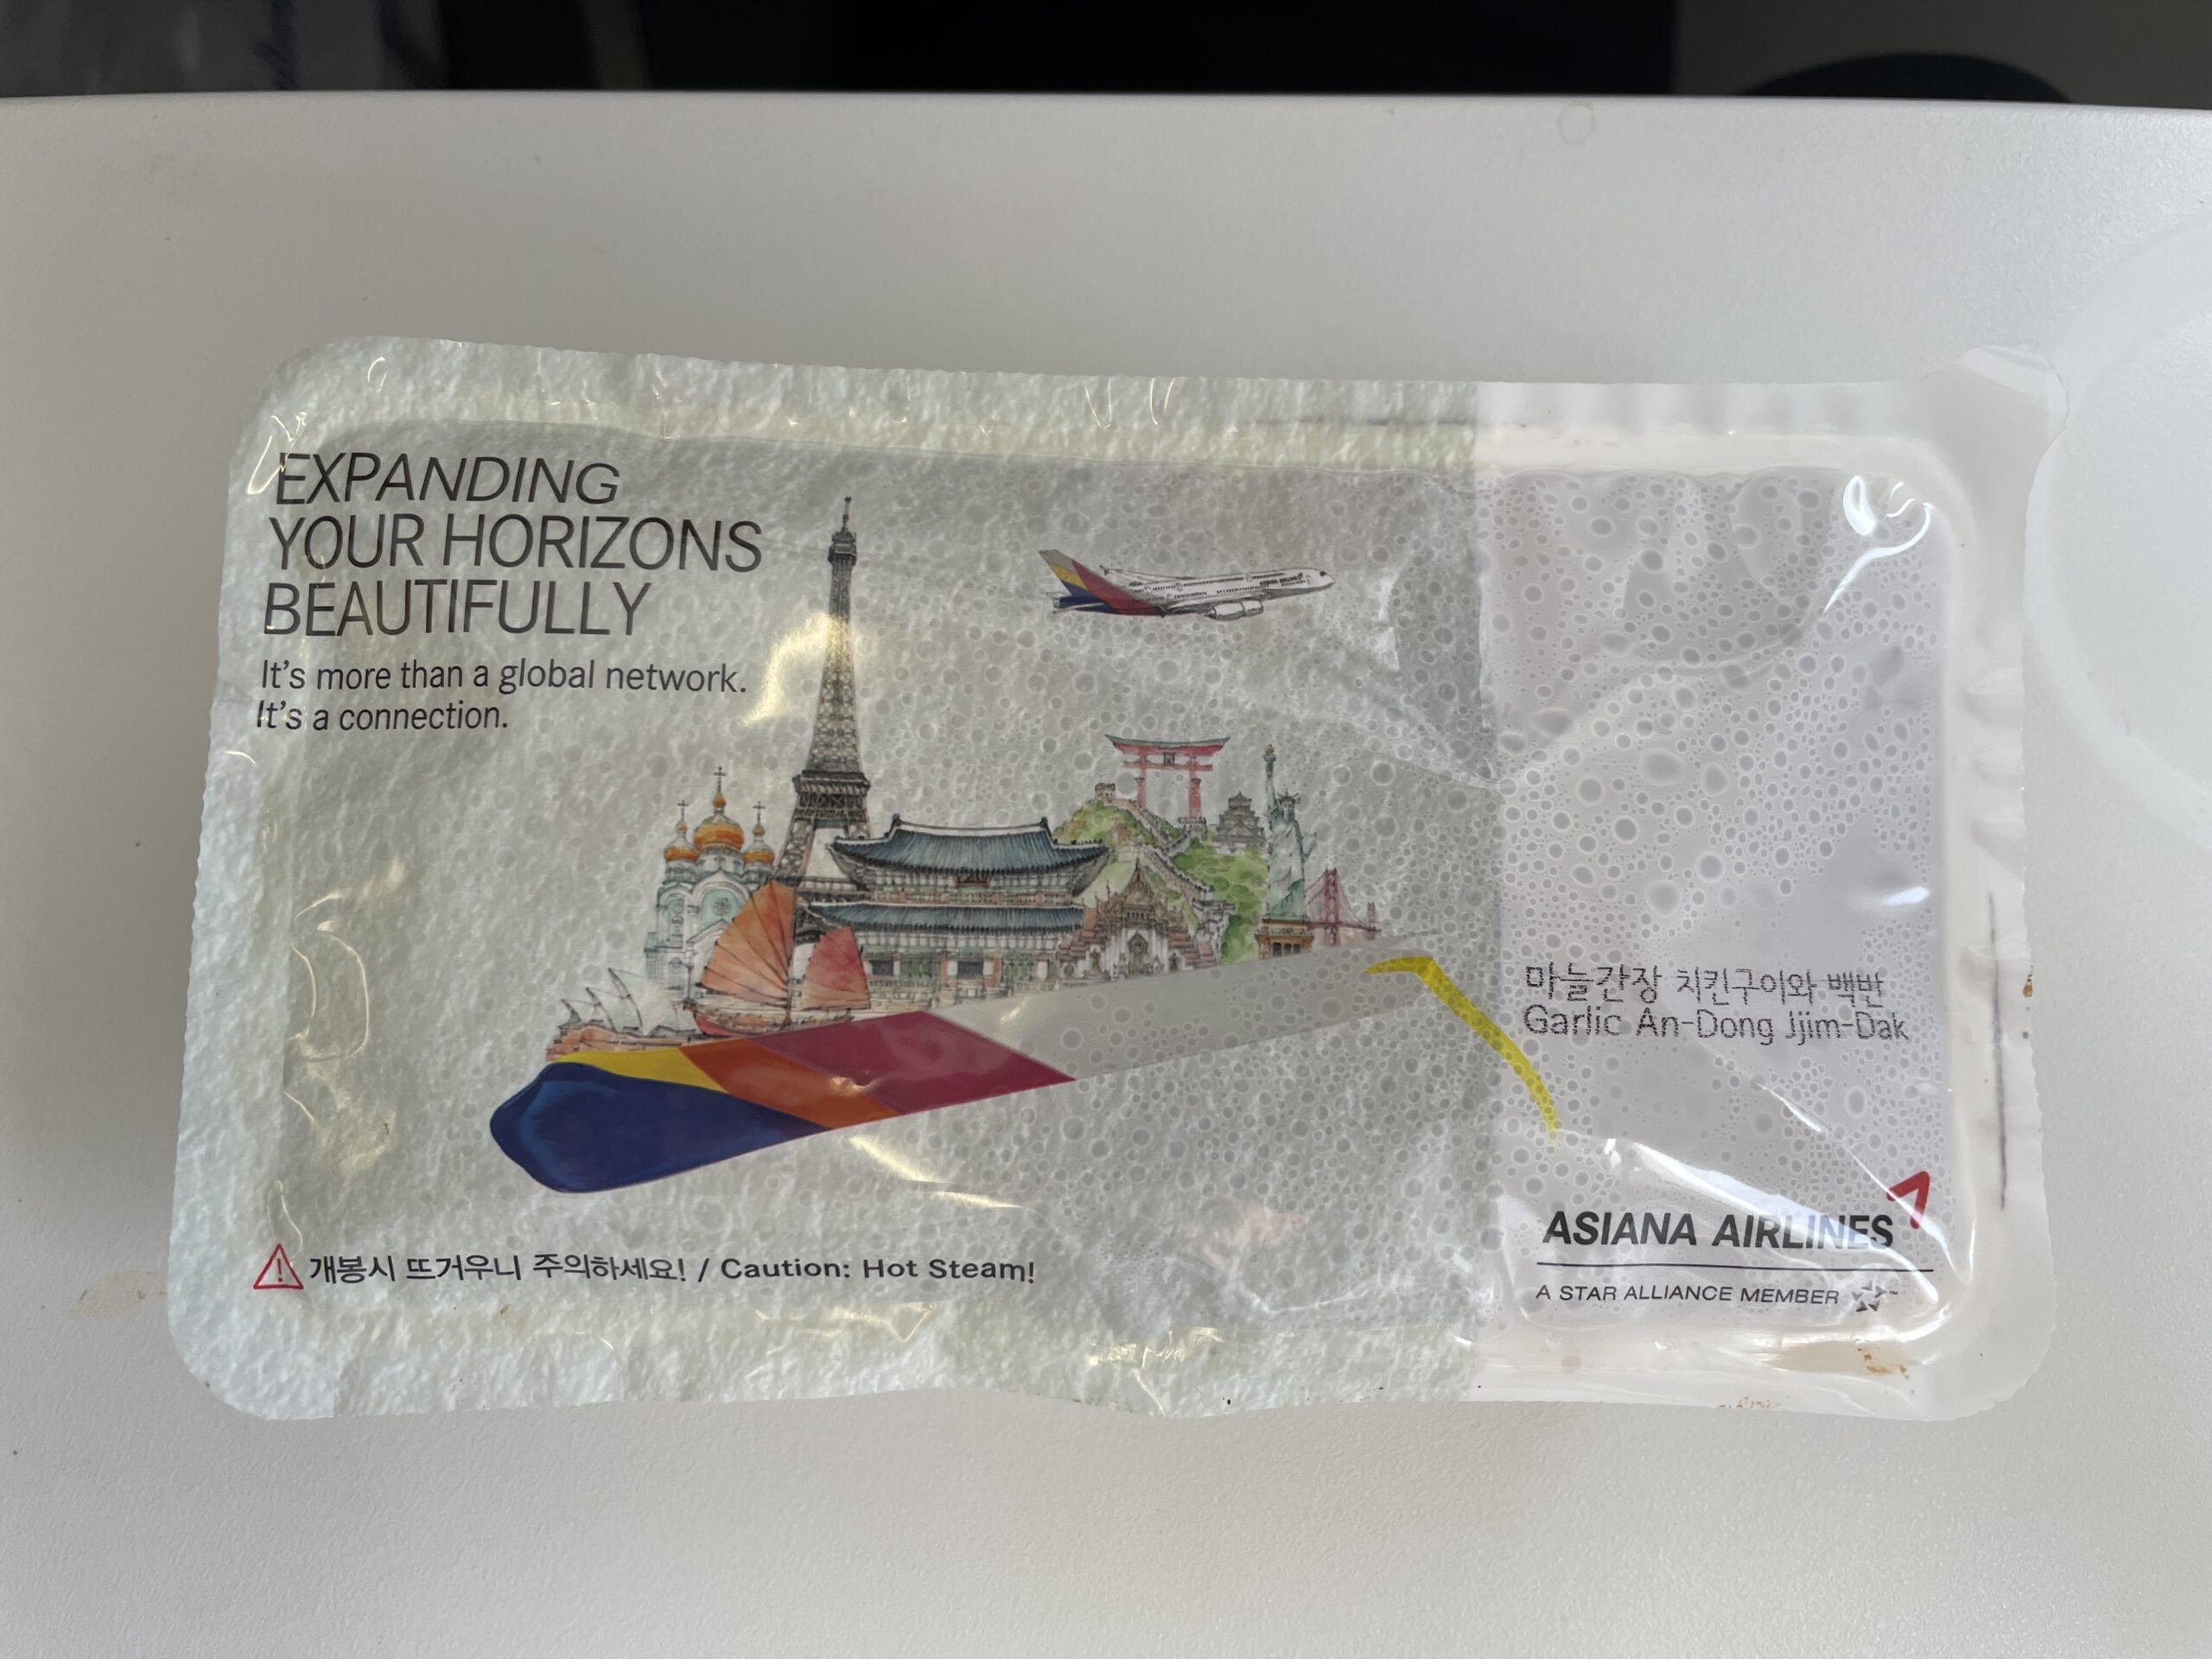 EXPANDING
YOUR HORIZONS
BEAUTIFULLY
It's more than a global network.
It's a connection.
마늘간장 치킨구이와 백반
Garlic An-Dong Jjim-Dak
ASIANA AIRLINES
A STAR ALLIANCE MEMBER
개봉시 뜨거우니 주의하세요! / Caution: Hot Steam!